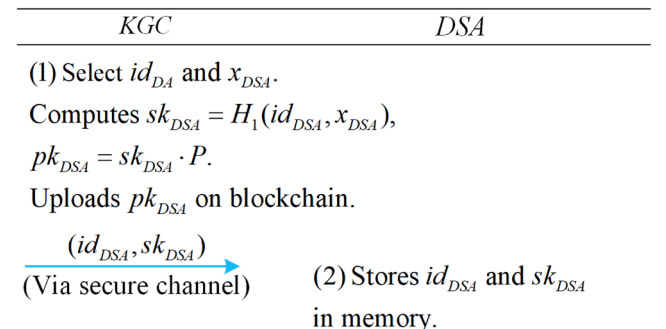 KGC DSA
(1) Select id_DA and x_DSA.
Computes sk_DSA = H_1(id_DSA, x_DSA),
pk_DSA = sk_DSA · P.
Uploads pk_DSA on blockchain.
(id_DSA, sk_DSA)
(Via secure channel)
(2) Stores id_DSA and sk_DSA
in memory.